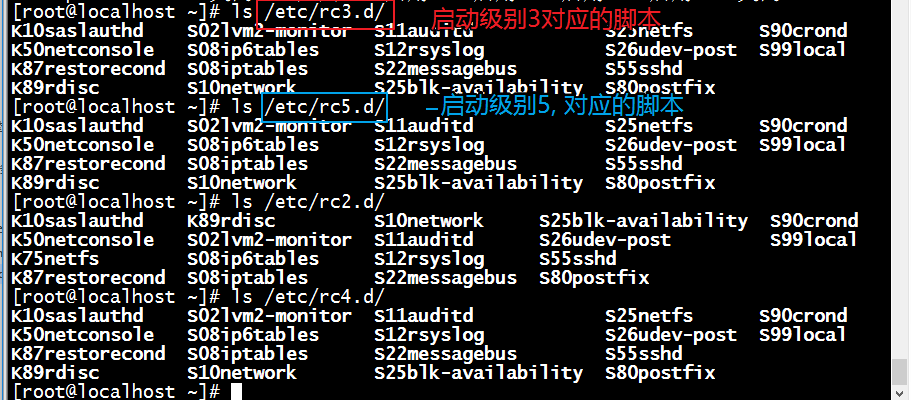 [root@localhost ~]# ls /etc/rc3.d/ 启动级别3对应的脚本
K10saslauthd S02lvm2-monitor S11auditd S25netfs S90crond
K50netconsole S08ip6tables S12rsyslog S26udev-post S99local
K87restorecond S08iptables S22messagebus S55sshd
K89rdisc S10network S25blk-availability S80postfix
[root@localhost ~]# ls /etc/rc5.d/ –启动级别5, 对应的脚本
K10saslauthd S02lvm2-monitor S11auditd S25netfs S90crond
K50netconsole S08ip6tables S12rsyslog S26udev-post S99local
K87restorecond S08iptables S22messagebus S55sshd
K89rdisc S10network S25blk-availability S80postfix
[root@localhost ~]# ls /etc/rc2.d/
K10saslauthd K89rdisc S10network S25blk-availability S90crond
K50netconsole S02lvm2-monitor S11auditd S26udev-post S99local
K75netfs S08ip6tables S12rsyslog S55sshd
K87restorecond S08iptables S22messagebus S80postfix
[root@localhost ~]# ls /etc/rc4.d/
K10saslauthd S02lvm2-monitor S11auditd S25netfs S90crond
K50netconsole S08ip6tables S12rsyslog S26udev-post S99local
K87restorecond S08iptables S22messagebus S55sshd
K89rdisc S10network S25blk-availability S80postfix
[root@localhost ~]#